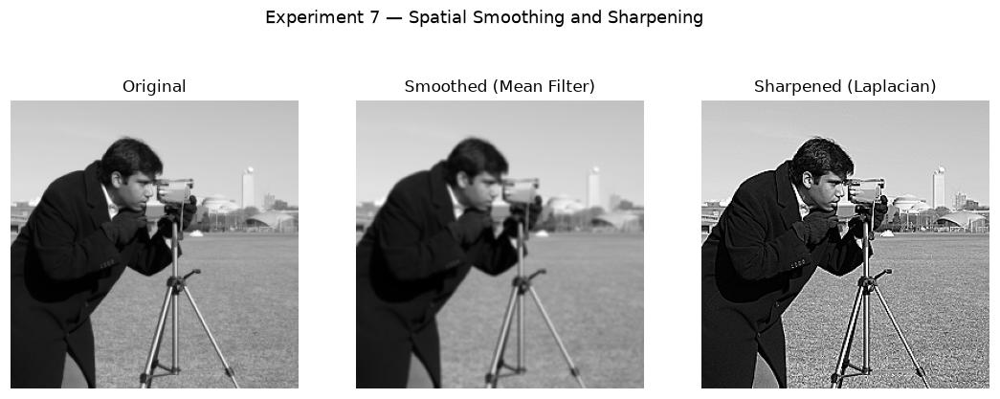 Experiment 7 — Spatial Smoothing and Sharpening
Original
Smoothed (Mean Filter)
Sharpened (Laplacian)